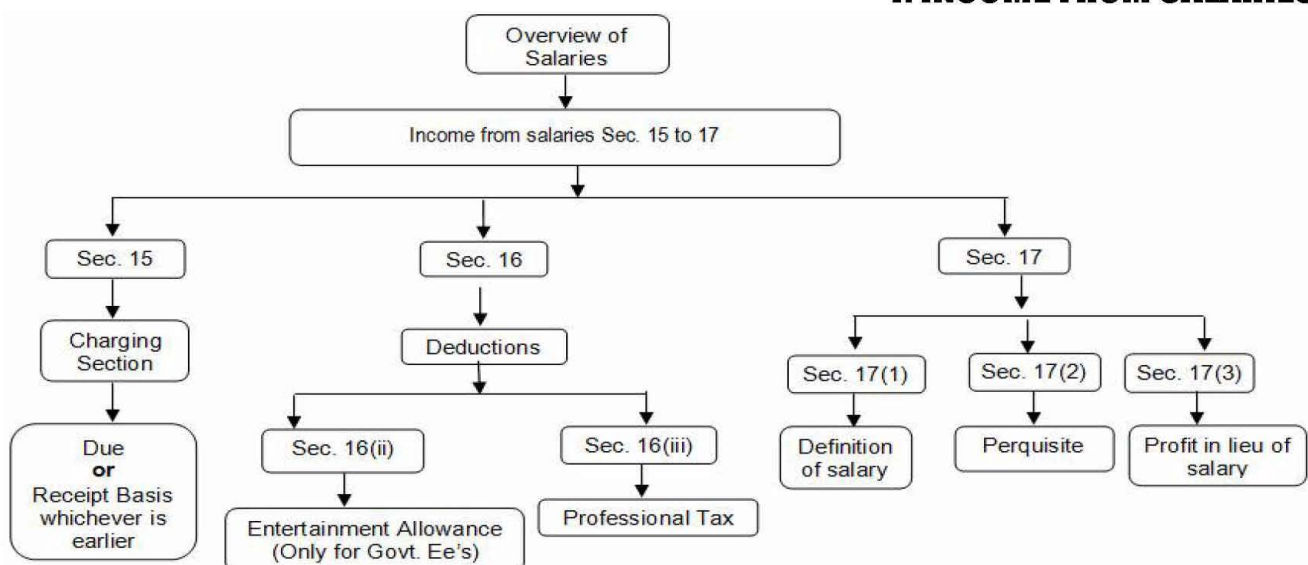 Overview of
Salaries
Income from salaries Sec. 15 to 17
Sec. 15
Sec. 16
Sec. 17
Charging
Section
Deductions
Sec. 17(1)
Sec. 17(2)
Sec. 17(3)
Due
or
Receipt Basis
whichever is
earlier
Sec. 16(ii)
Sec. 16(iii)
Definition
of salary
Perquisite
Profit in lieu of
salary
Entertainment Allowance
(Only for Govt. Ee's)
Professional Tax